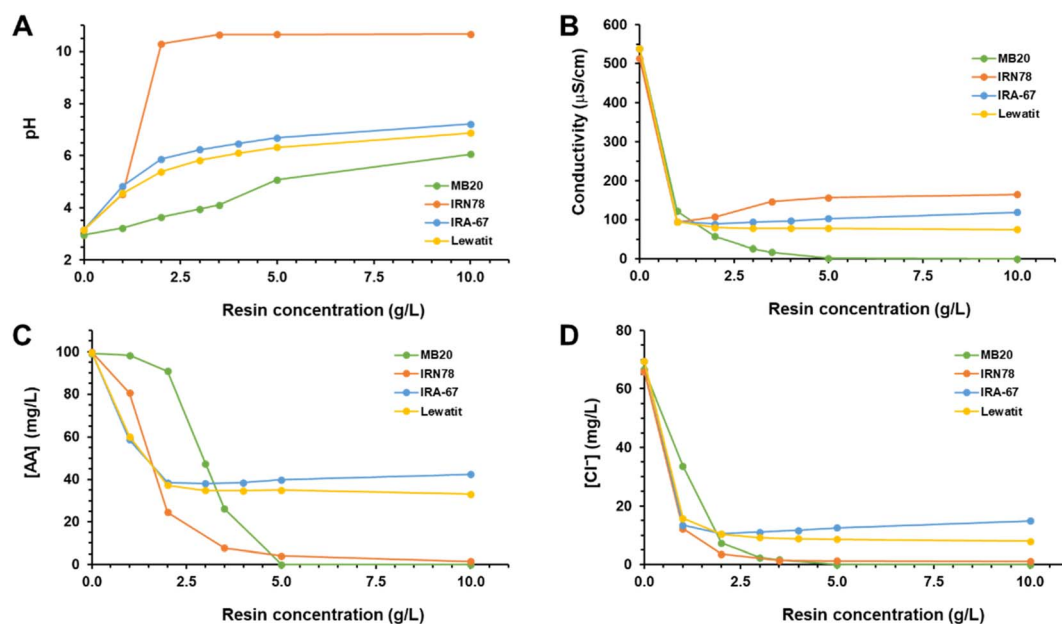 A
pH
10
8
6
4
2
0.0
2.5
5.0
7.5
10.0
Resin concentration (g/L)
MB20
IRN78
IRA-67
Lewatit
B
Conductivity (µS/cm)
600
500
400
300
200
100
0
0.0
2.5
5.0
7.5
10.0
Resin concentration (g/L)
MB20
IRN78
IRA-67
Lewatit
C
[AA] (mg/L)
100
80
60
40
20
0
0.0
2.5
5.0
7.5
10.0
Resin concentration (g/L)
MB20
IRN78
IRA-67
Lewatit
D
[Cl⁻] (mg/L)
80
60
40
20
0
0.0
2.5
5.0
7.5
10.0
Resin concentration (g/L)
MB20
IRN78
IRA-67
Lewatit